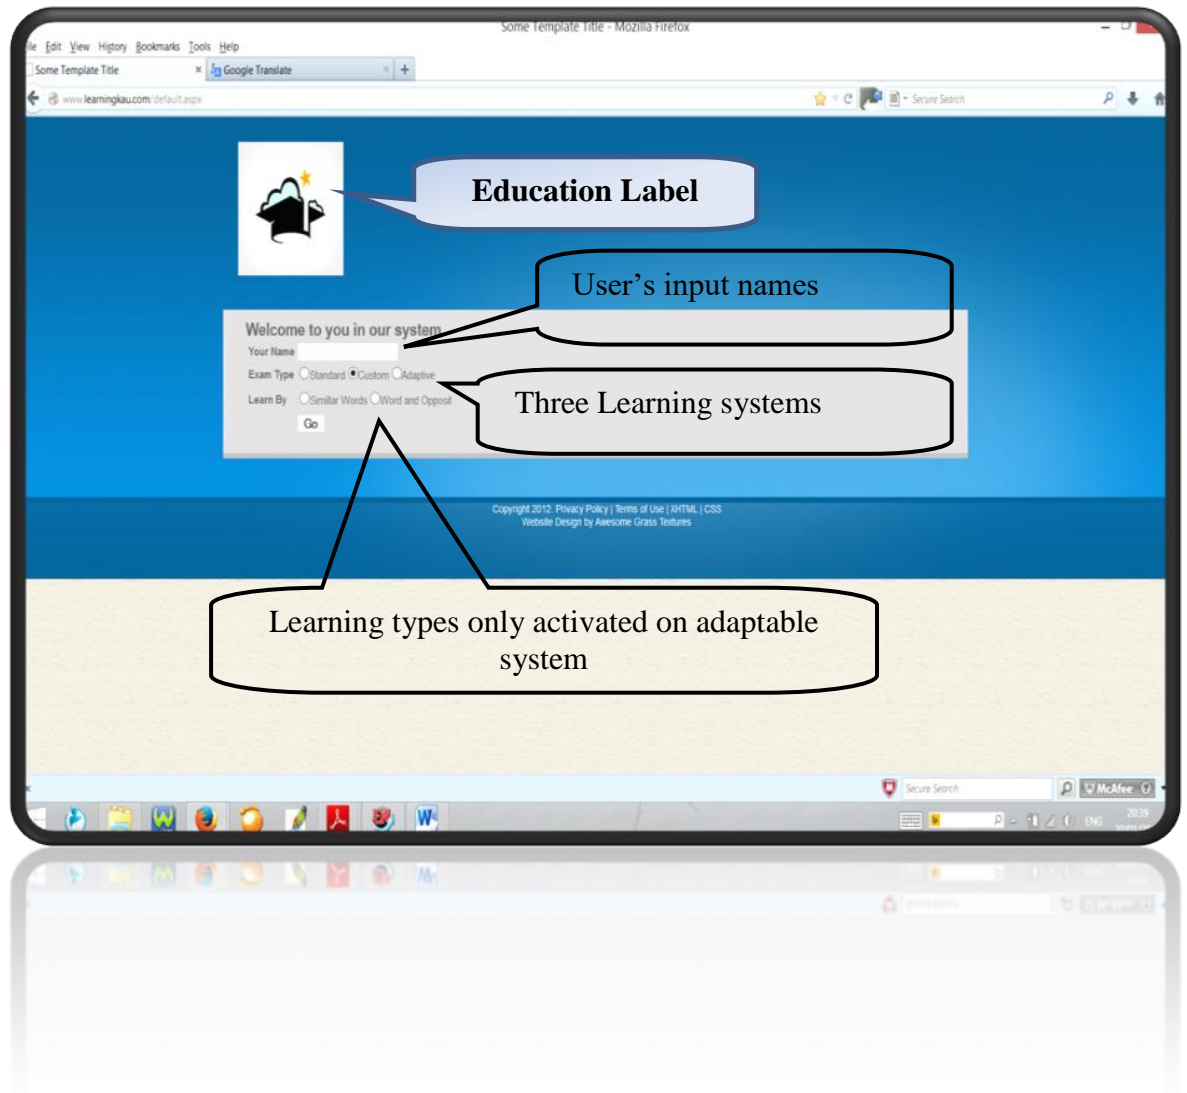 Some Template Title - Mozilla Firefox
ile Edit View History Bookmarks Tools Help
Some Template Title × Google Translate × +
www.learningkau.com/default.aspx Secure Search
Education Label
User’s input names
Welcome to you in our system
Your Name
Exam Type Standard Custom Adaptive
Three Learning systems
Learn By Similar Words Word and Opposit
Go
Copyright 2012. Privacy Policy | Terms of Use | XHTML | CSS
Website Design by Awesome Grass Textures
Learning types only activated on adaptable
system
Secure Search McAfee
ENG 20:39